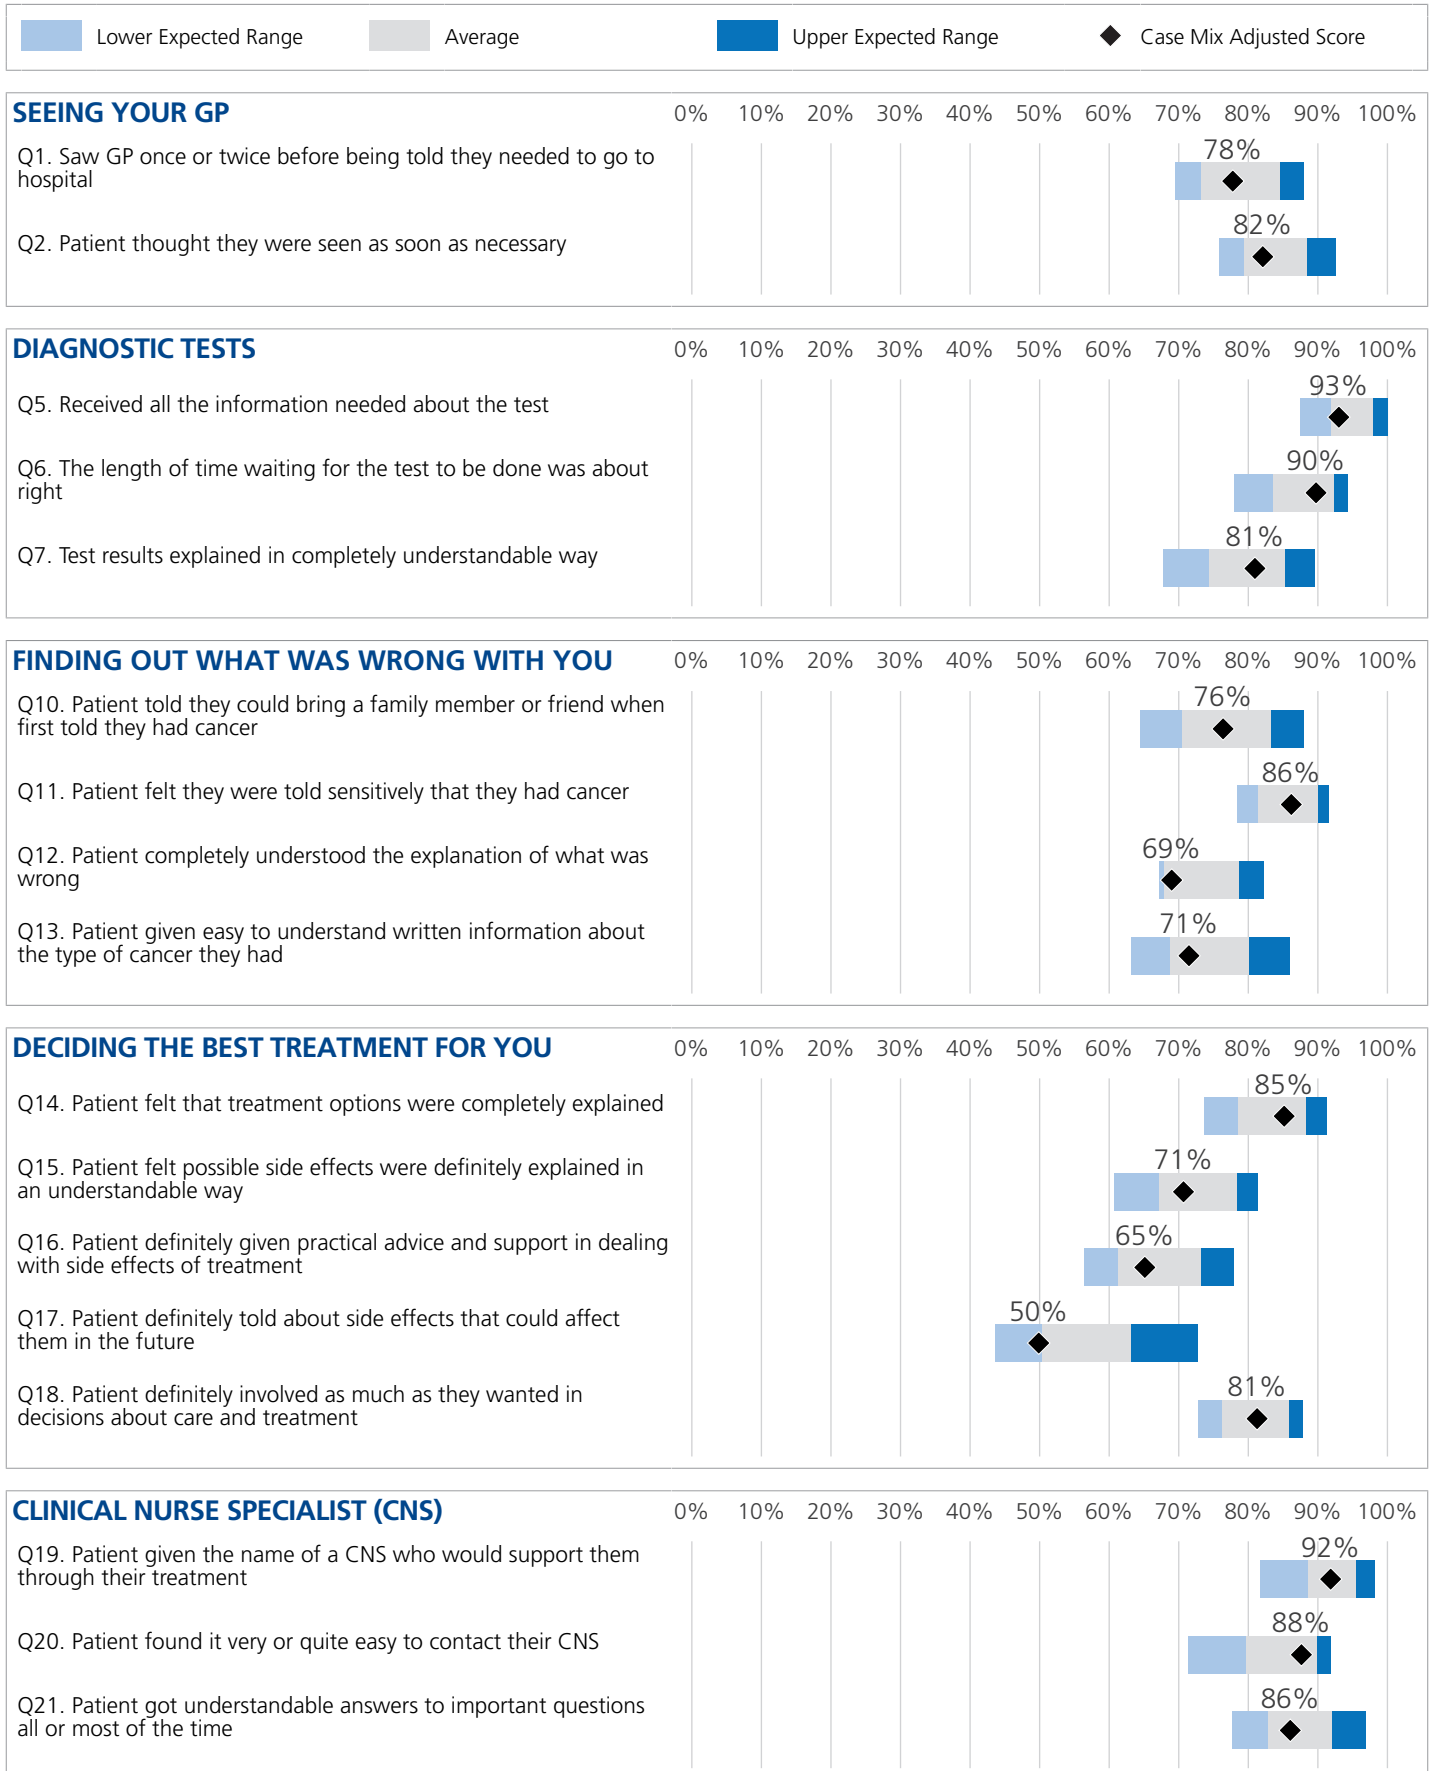 Lower Expected Range Average Upper Expected Range Case Mix Adjusted Score
SEEING YOUR GP 0% 10% 20% 30% 40% 50% 60% 70% 80% 90% 100%
78%
Q1. Saw GP once or twice before being told they needed to go to
hospital
82%
Q2. Patient thought they were seen as soon as necessary
DIAGNOSTIC TESTS 0% 10% 20% 30% 40% 50% 60% 70% 80% 90% 100%
93%
Q5. Received all the information needed about the test
90%
Q6. The length of time waiting for the test to be done was about
right
81%
Q7. Test results explained in completely understandable way
FINDING OUT WHAT WAS WRONG WITH YOU 0% 10% 20% 30% 40% 50% 60% 70% 80% 90% 100%
76%
Q10. Patient told they could bring a family member or friend when
first told they had cancer
86%
Q11. Patient felt they were told sensitively that they had cancer
69%
Q12. Patient completely understood the explanation of what was
wrong
71%
Q13. Patient given easy to understand written information about
the type of cancer they had
DECIDING THE BEST TREATMENT FOR YOU 0% 10% 20% 30% 40% 50% 60% 70% 80% 90% 100%
85%
Q14. Patient felt that treatment options were completely explained
71%
Q15. Patient felt possible side effects were definitely explained in
an understandable way
65%
Q16. Patient definitely given practical advice and support in dealing
with side effects of treatment
50%
Q17. Patient definitely told about side effects that could affect
them in the future
81%
Q18. Patient definitely involved as much as they wanted in
decisions about care and treatment
CLINICAL NURSE SPECIALIST (CNS) 0% 10% 20% 30% 40% 50% 60% 70% 80% 90% 100%
92%
Q19. Patient given the name of a CNS who would support them
through their treatment
88%
Q20. Patient found it very or quite easy to contact their CNS
86%
Q21. Patient got understandable answers to important questions
all or most of the time